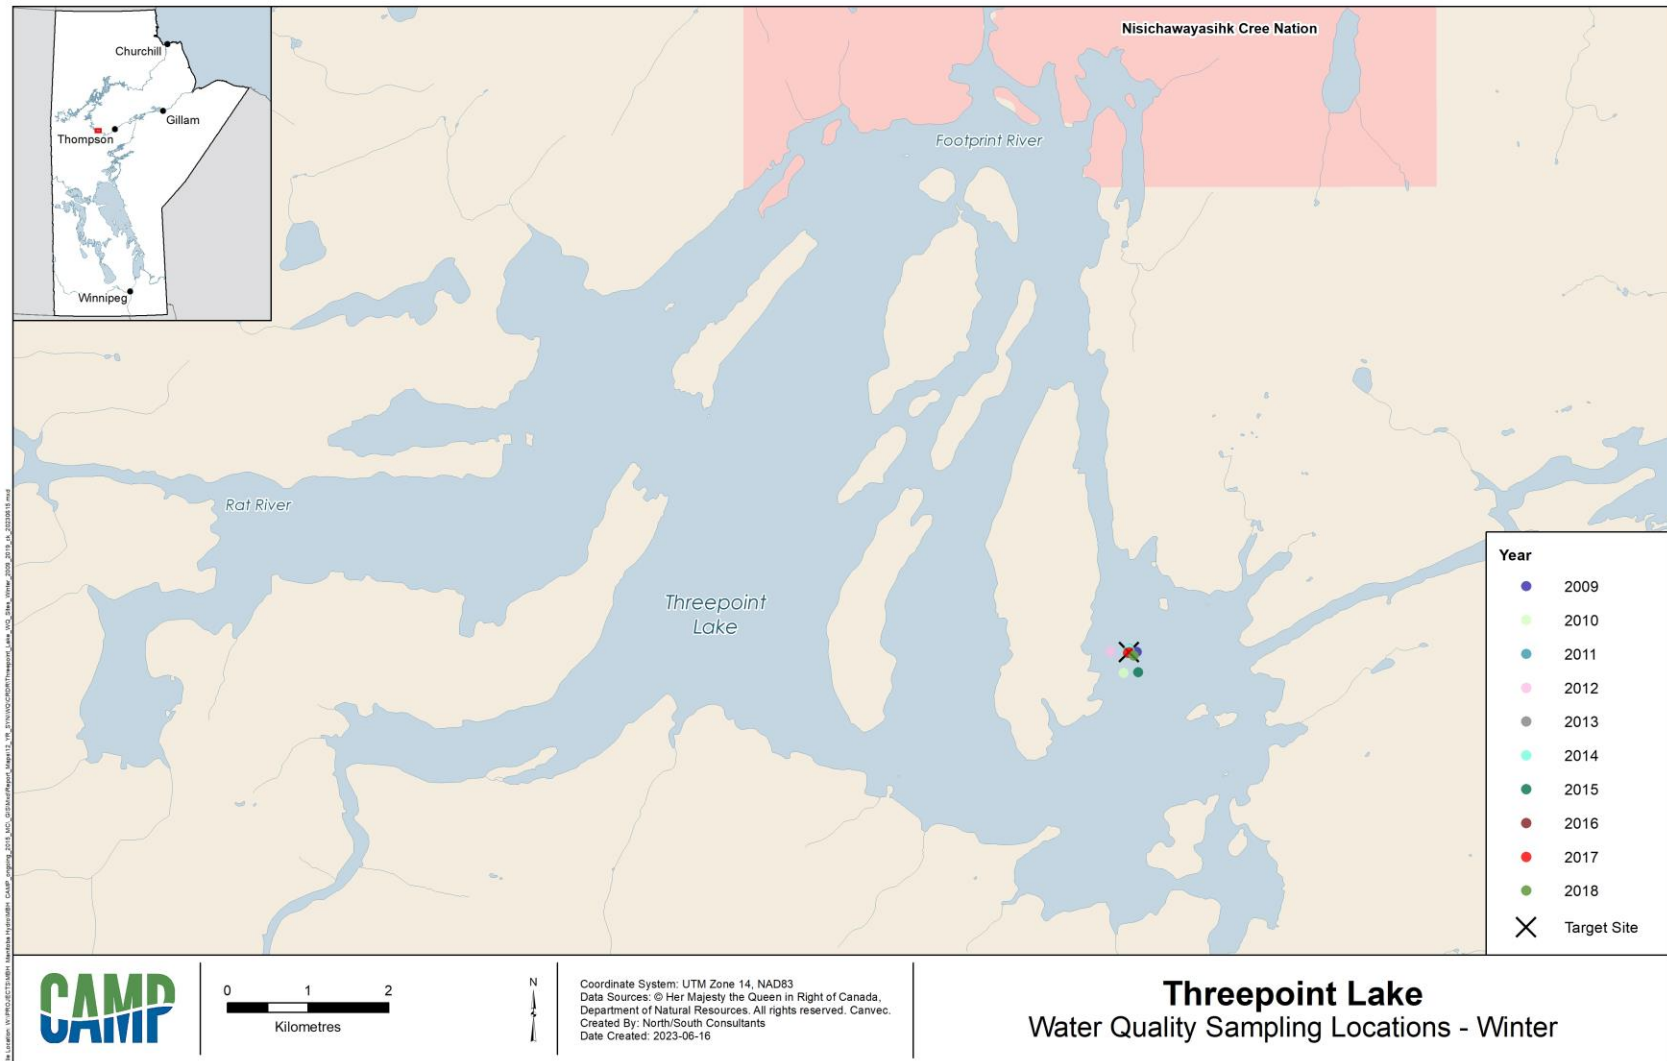 Churchill
Gillam
Thompson
Winnipeg
Nisichawayasihk Cree Nation
Footprint River
Rat River
Threepoint
Lake
Year
2009
2010
2011
2012
2013
2014
2015
2016
2017
2018
Target Site
CAMP
0 1 2
Kilometres
N
Coordinate System: UTM Zone 14, NAD83
Data Sources: © Her Majesty the Queen in Right of Canada,
Department of Natural Resources. All rights reserved. Canvec.
Created By: North/South Consultants
Date Created: 2023-06-16
Threepoint Lake
Water Quality Sampling Locations - Winter